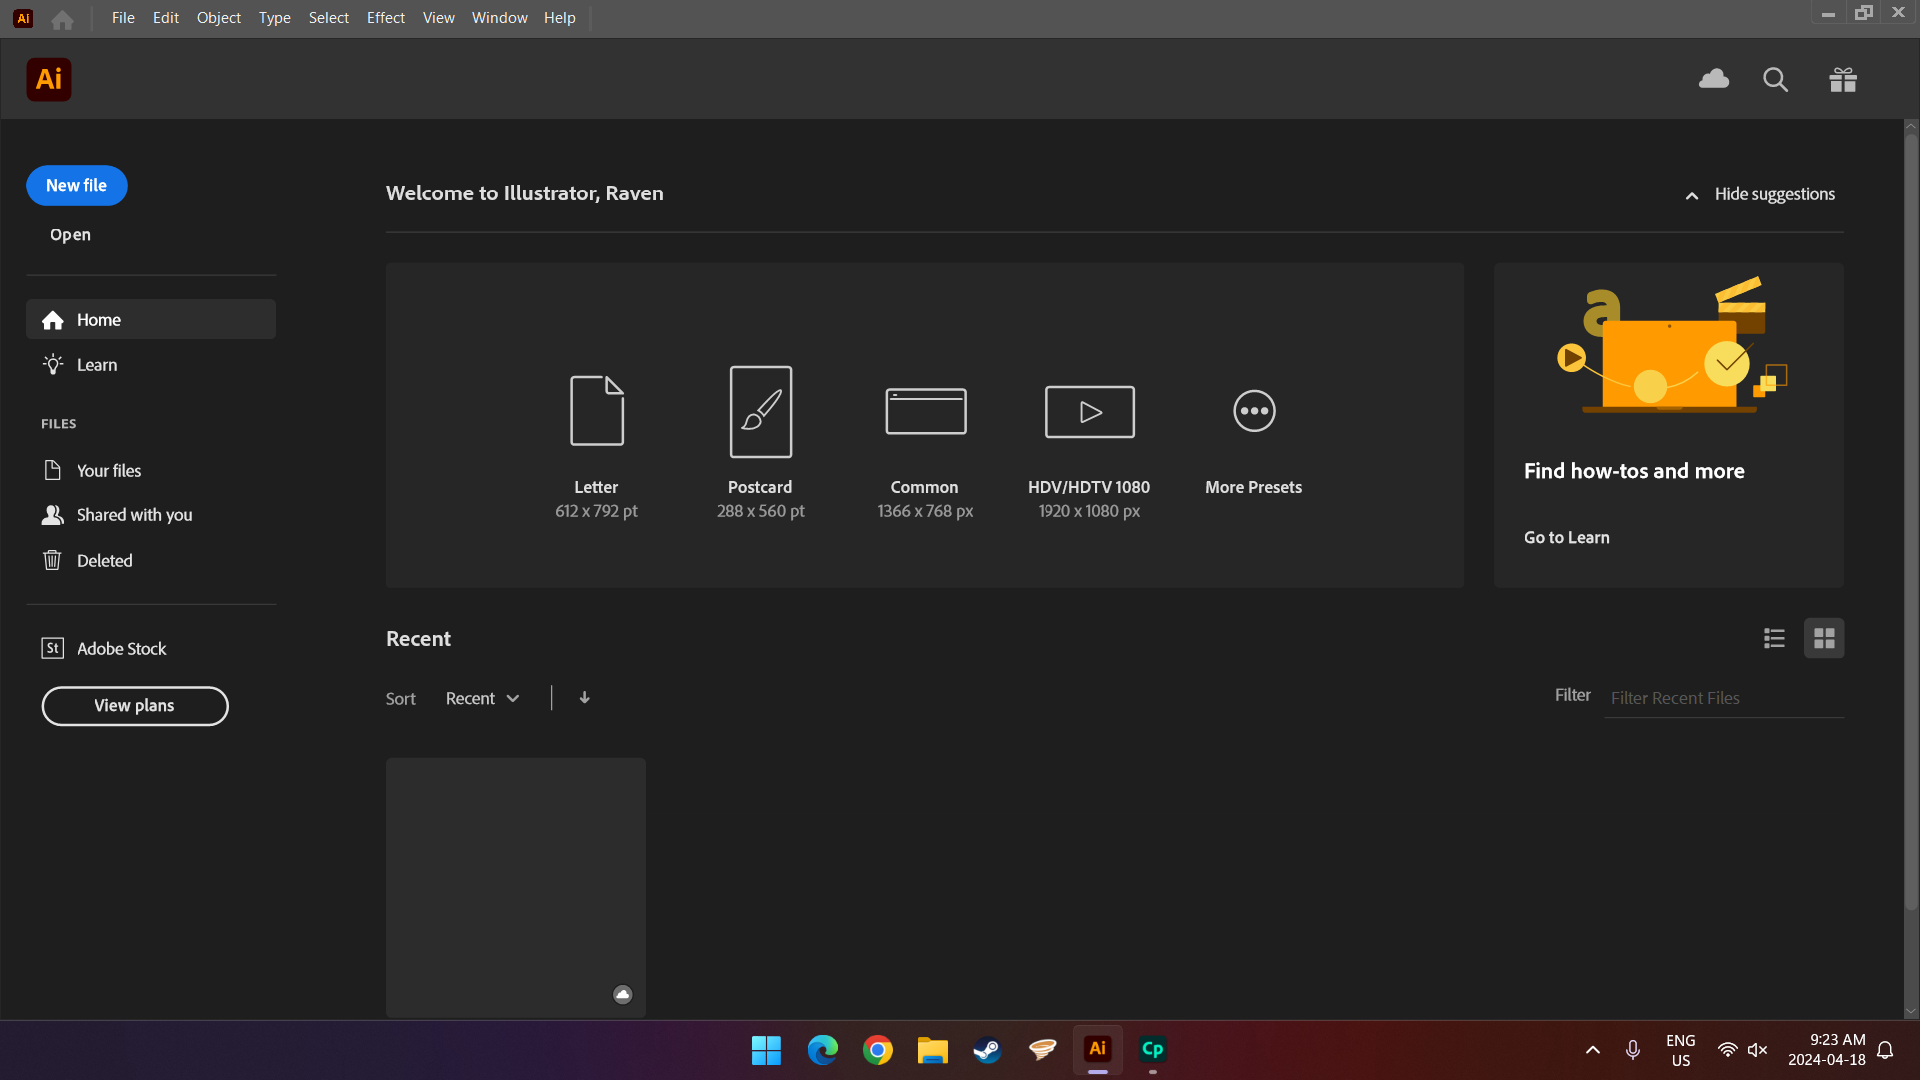 Ai File Edit Object Type Select Effect View Window Help
Ai
New file
Welcome to Illustrator, Raven
Hide suggestions
Open
Home
Learn
FILES
Your files
Shared with you
Deleted
St Adobe Stock
View plans
Letter
612 x 792 pt
Postcard
288 x 560 pt
Common
1366 x 768 px
HDV/HDTV 1080
1920 x 1080 px
More Presets
a
Find how-tos and more
Go to Learn
Recent
Sort Recent
Filter Filter Recent Files
Ai
Cp
ENG
US
9:23 AM
2024-04-18